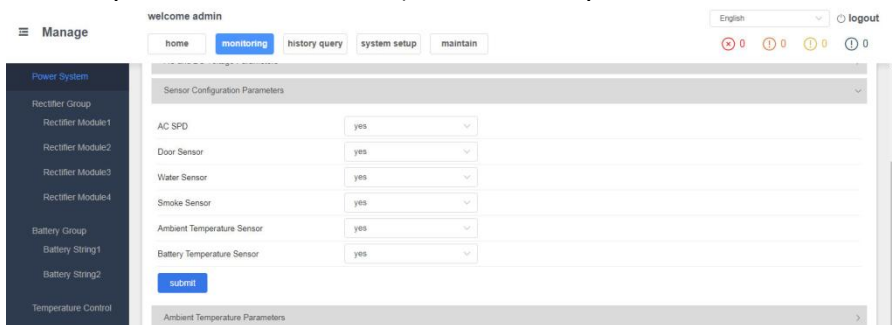 welcome admin
English
logout
Manage
home
monitoring
history query
system setup
maintain
0
0
0
0
Power System
Rectifier Group
Rectifier Module1
Rectifier Module2
Rectifier Module3
Rectifier Module4
Battery Group
Battery String1
Battery String2
Temperature Control
Sensor Configuration Parameters
AC SPD yes
Door Sensor yes
Water Sensor yes
Smoke Sensor yes
Ambient Temperature Sensor yes
Battery Temperature Sensor yes
submit
Ambient Temperature Parameters